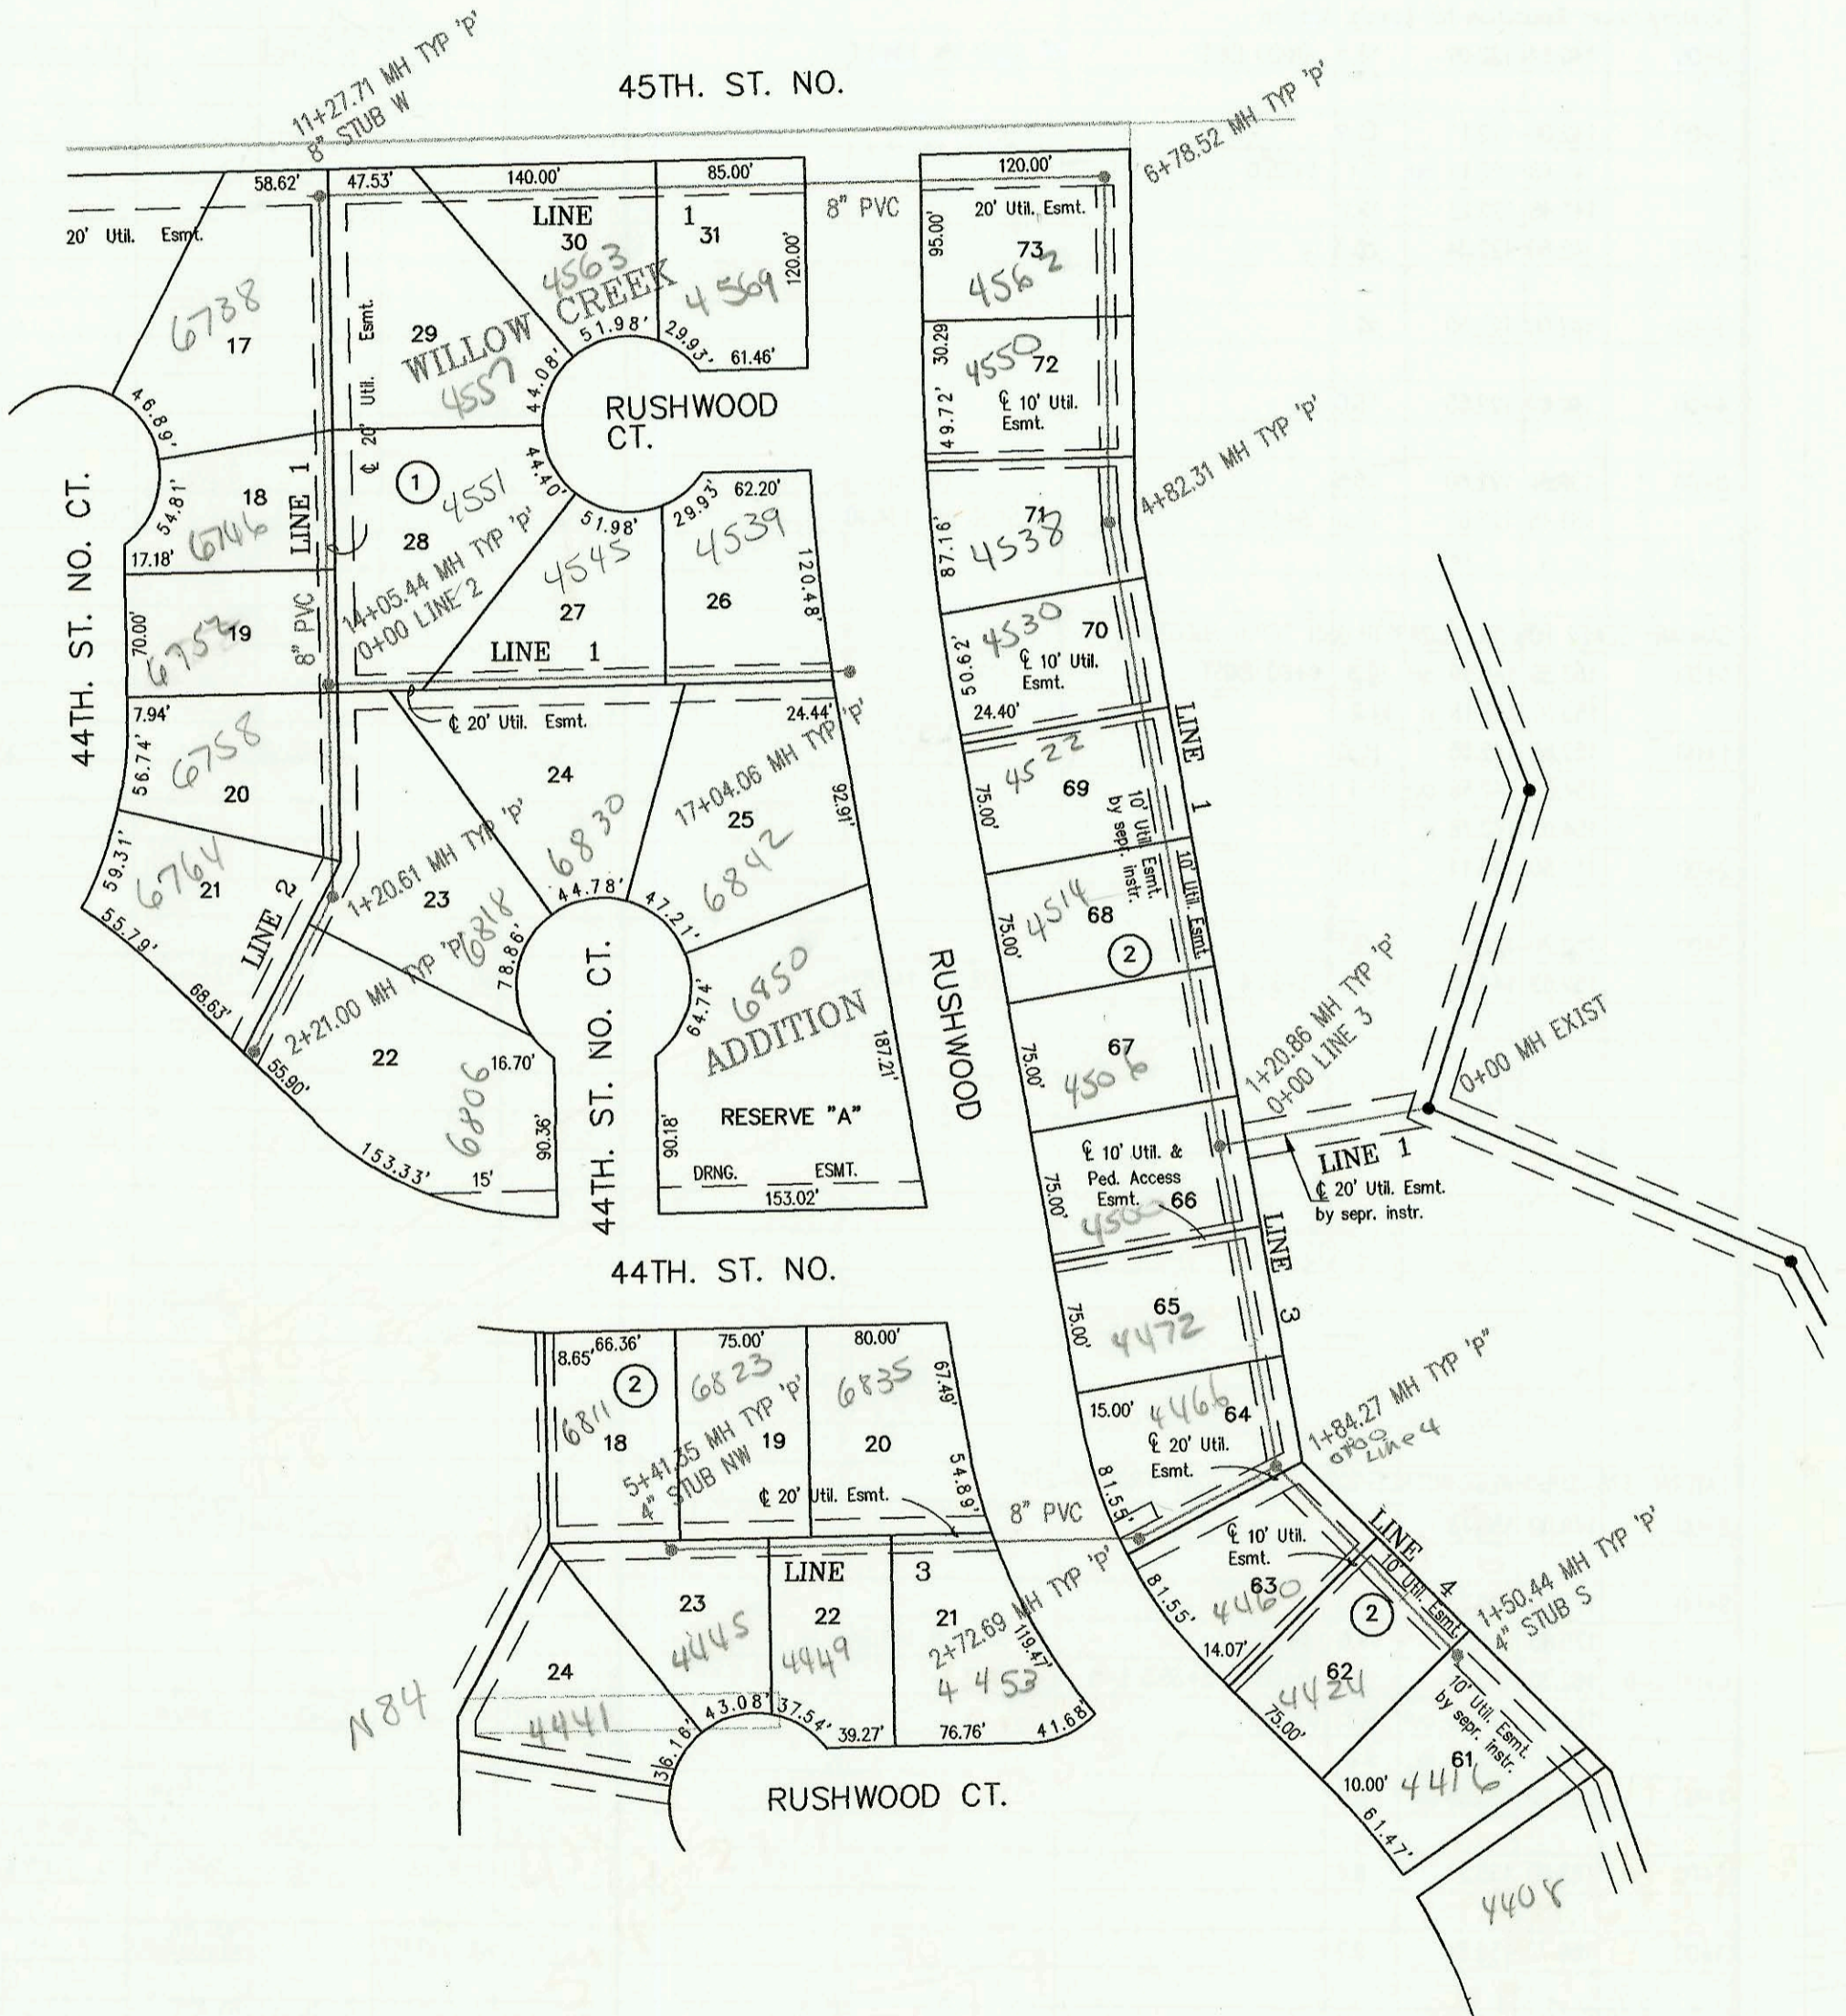 45TH. ST. NO.
11+27.71 MH TYP 'p'
8" STUB W
6+78.52 MH TYP 'p'
58.62'
47.53'
140.00'
85.00'
120.00'
20' Util. Esmt.
LINE 1
30
4563
31
4569
120.00'
8" PVC
95.00'
20' Util. Esmt.
73
4562
6738
17
29
20' Util. Esmt.
WILLOW CREEK
4557
51.98'
29.93'
61.46'
44.08'
46.89'
RUSHWOOD
CT.
30.29
49.72'
4550
72
℄ 10' Util.
Esmt.
4+82.31 MH TYP 'p'
44TH. ST. NO. CT.
54.81'
17.18'
18
6746
LINE 1
℄ 20'
1
4551
28
44.40'
51.98'
29.93'
62.20'
4545
27
4539
26
120.48'
87.16'
71
4538
70.00'
19
8" PVC
14+05.44 MH TYP 'p'
0+00 LINE 2
LINE 1
50.62'
4530
70
℄ 10' Util.
Esmt.
24.40'
LINE 1
7.94'
56.74'
6758
20
℄ 20' Util. Esmt.
24
6830
24.44'
17+04.06 MH TYP 'p'
25
6842
92.91'
75.00'
4522
69
10' Util Esmt.
by sepr. instr.
59.31'
6764
21
55.79'
LINE 2
1+20.61 MH TYP 'p'
23
6818
44.78'
47.21'
78.86'
75.00'
4514
68
2
10' Util. Esmt.
68.63'
2+21.00 MH TYP 'p'
55.90'
22
16.70'
6806
90.36'
153.33'
15'
44TH. ST. NO. CT.
64.74'
6850
ADDITION
187.21'
RESERVE "A"
90.18'
DRNG. ESMT.
153.02'
RUSHWOOD
75.00'
67
4506
1+20.86 MH TYP 'p'
0+00 LINE 3
0+00 MH EXIST
75.00'
℄ 10' Util. &
Ped. Access
Esmt.
66
4500
LINE 1
℄ 20' Util. Esmt.
by sepr. instr.
LINE 3
44TH. ST. NO.
75.00'
65
4472
8.65'
66.36'
75.00'
80.00'
2
6811
18
6823
19
6835
20
67.49'
54.89'
5+41.35 MH TYP 'p'
4" STUB NW
℄ 20' Util. Esmt.
15.00'
4466
64
℄ 20' Util.
Esmt.
81.55'
1+84.27 MH TYP 'p"
0+00
Line 4
8" PVC
LINE 3
23
4445
22
4449
21
2+72.69 MH TYP 'p'
4453
119.47'
℄ 10' Util.
Esmt.
63
4460
81.55'
14.07'
LINE 4
10' Util. Esmt.
1+50.44 MH TYP 'p'
4" STUB S
2
62
4424
75.00'
N84
24
4441
36.16'
43.08'
37.54'
39.27'
76.76'
41.68'
10' Util. Esmt.
by sepr. instr.
61
4416
10.00'
61.47'
RUSHWOOD CT.
4408